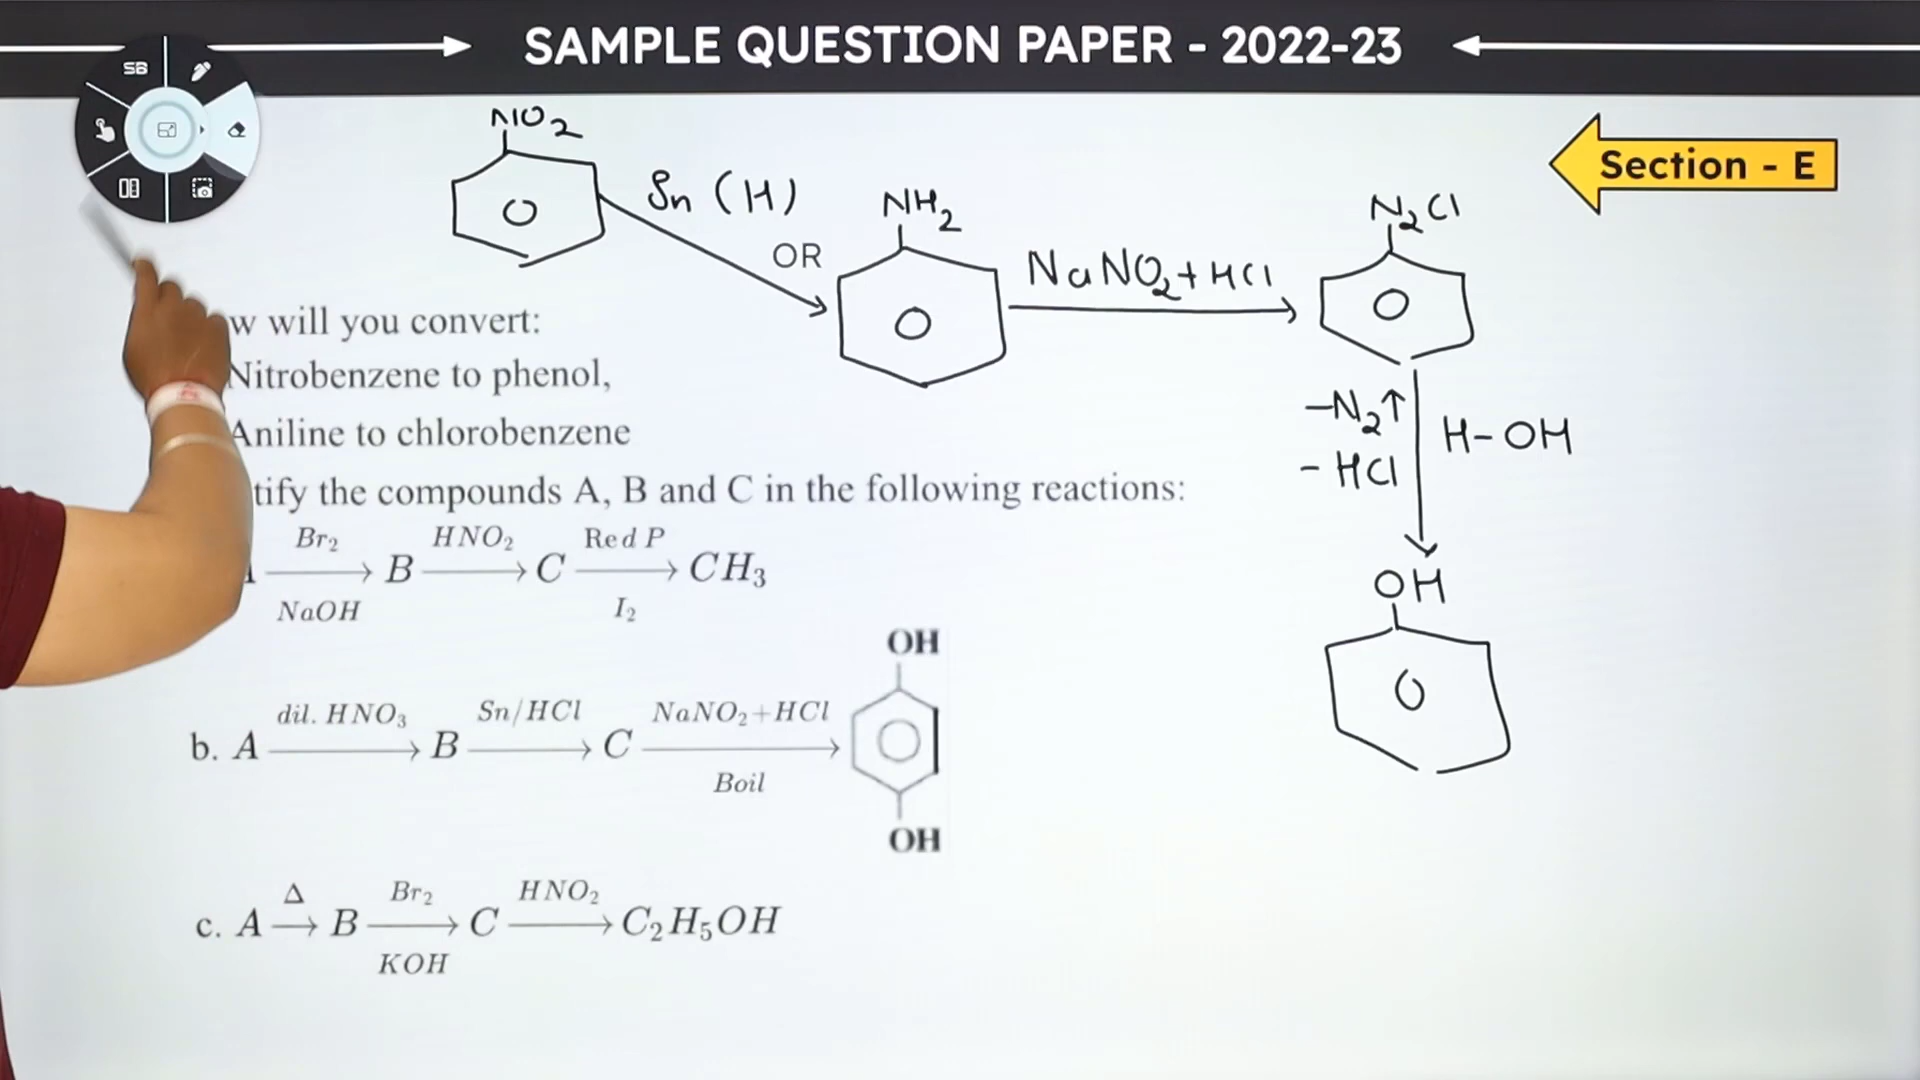 SAMPLE QUESTION PAPER - 2022-23
SB
Section - E
NO2
Sn (H)
OR
NH2
NaNO2+HCl
N2Cl
w will you convert:
Nitrobenzene to phenol,
Aniline to chlorobenzene
–N2↑
- HCl
H-OH
tify the compounds A, B and C in the following reactions:
Br₂ HNO₂ Red P
⟶ B ⟶ C ⟶ CH₃
NaOH I₂
OH
OH
dil. HNO₃ Sn/HCl NaNO₂+HCl
b. A ⟶ B ⟶ C ⟶
Boil
OH
Δ Br₂ HNO₂
c. A ⟶ B ⟶ C ⟶ C₂H₅OH
KOH